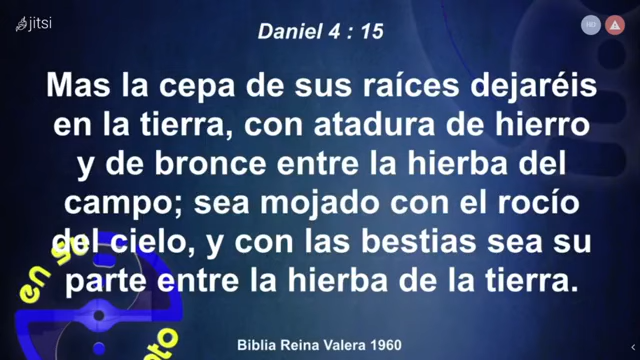 jitsi
Daniel 4 : 15
Mas la cepa de sus raíces dejaréis
en la tierra, con atadura de hierro
y de bronce entre la hierba del
campo; sea mojado con el rocío
del cielo, y con las bestias sea su
parte entre la hierba de la tierra.
en
Biblia Reina Valera 1960